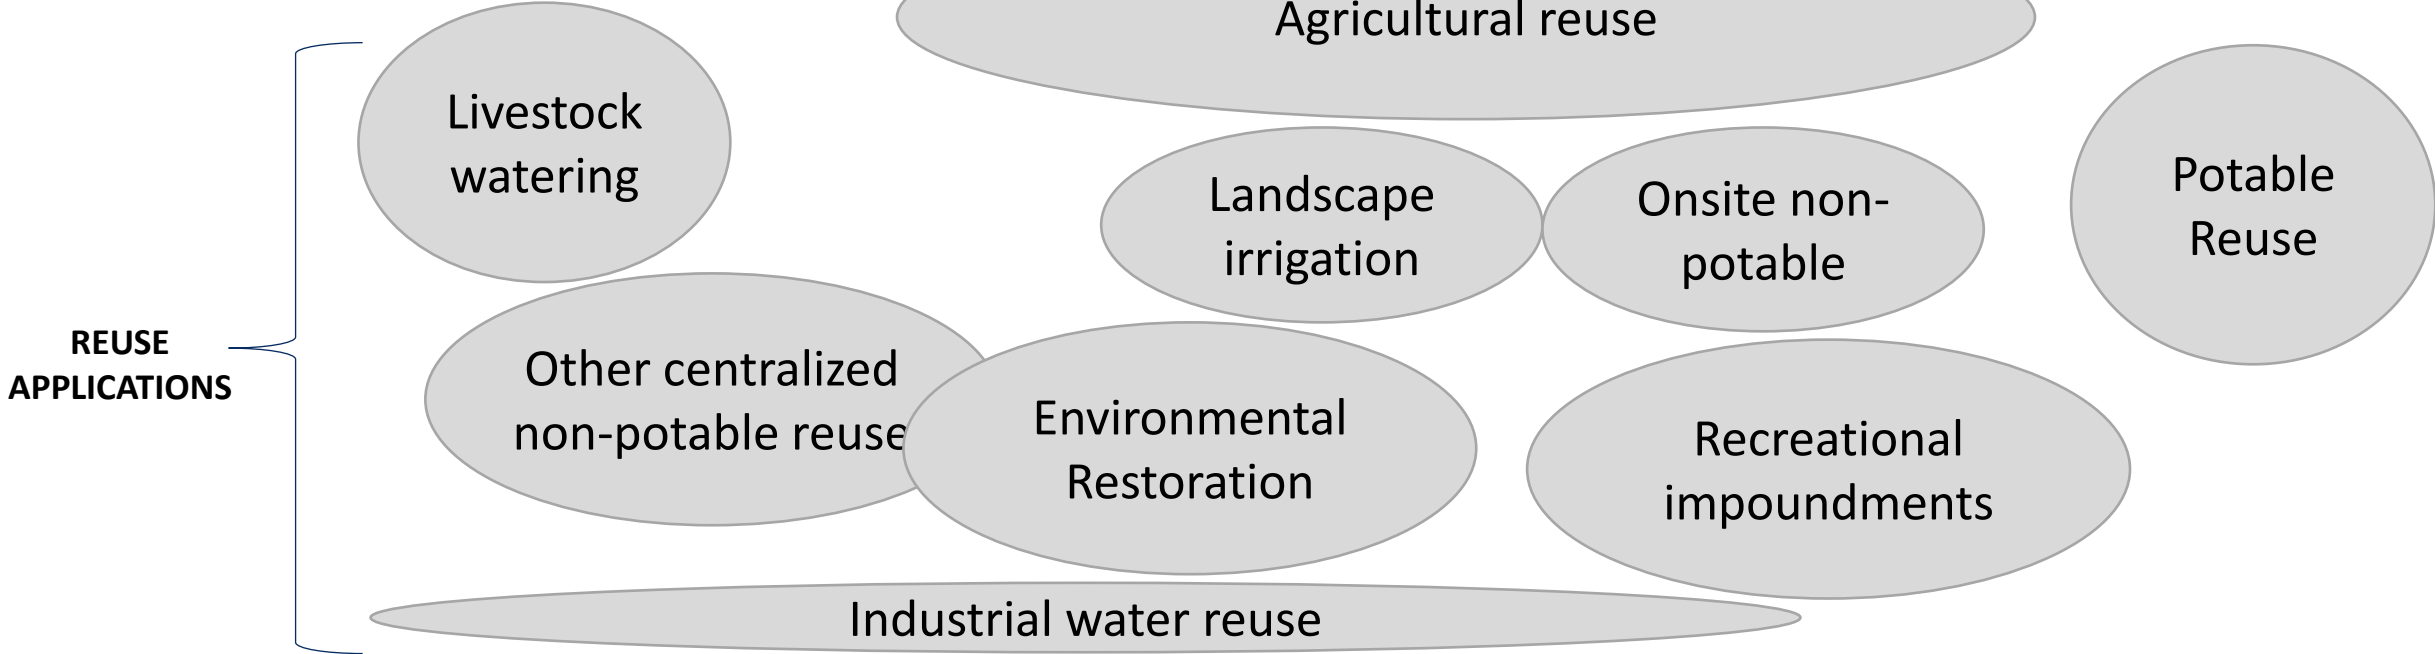 Agricultural reuse
Livestock
watering
Landscape
irrigation
Onsite non-
potable
Potable
Reuse
REUSE
APPLICATIONS
Other centralized
non-potable reuse
Environmental
Restoration
Recreational
impoundments
Industrial water reuse